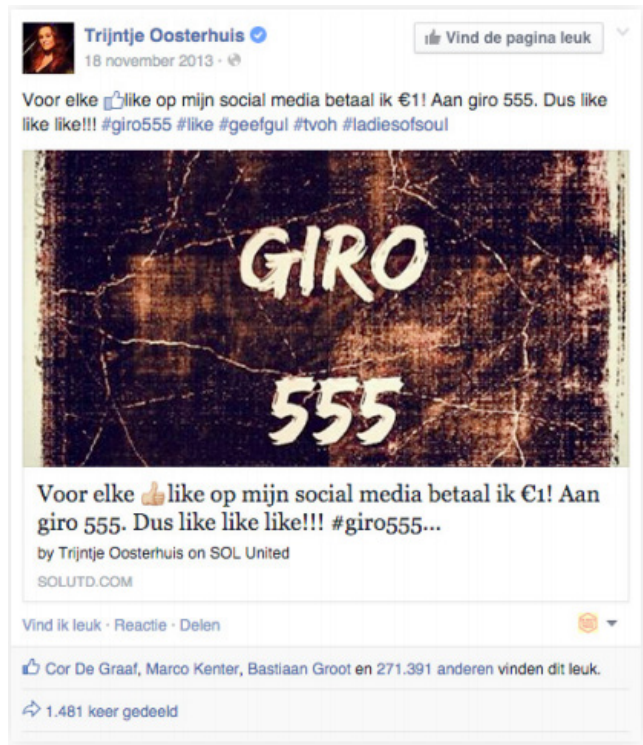 Trijntje Oosterhuis
Vind de pagina leuk
18 november 2013 ·
Voor elke 👍like op mijn social media betaal ik €1! Aan giro 555. Dus like
like like!!! #giro555 #like #geefgul #tvoh #ladiesofsoul
GIRO
555
Voor elke 👍like op mijn social media betaal ik €1! Aan
giro 555. Dus like like like!!! #giro555...
by Trijntje Oosterhuis on SOL United
SOLUTD.COM
Vind ik leuk · Reactie · Delen
Cor De Graaf, Marco Kenter, Bastiaan Groot en 271.391 anderen vinden dit leuk.
1.481 keer gedeeld